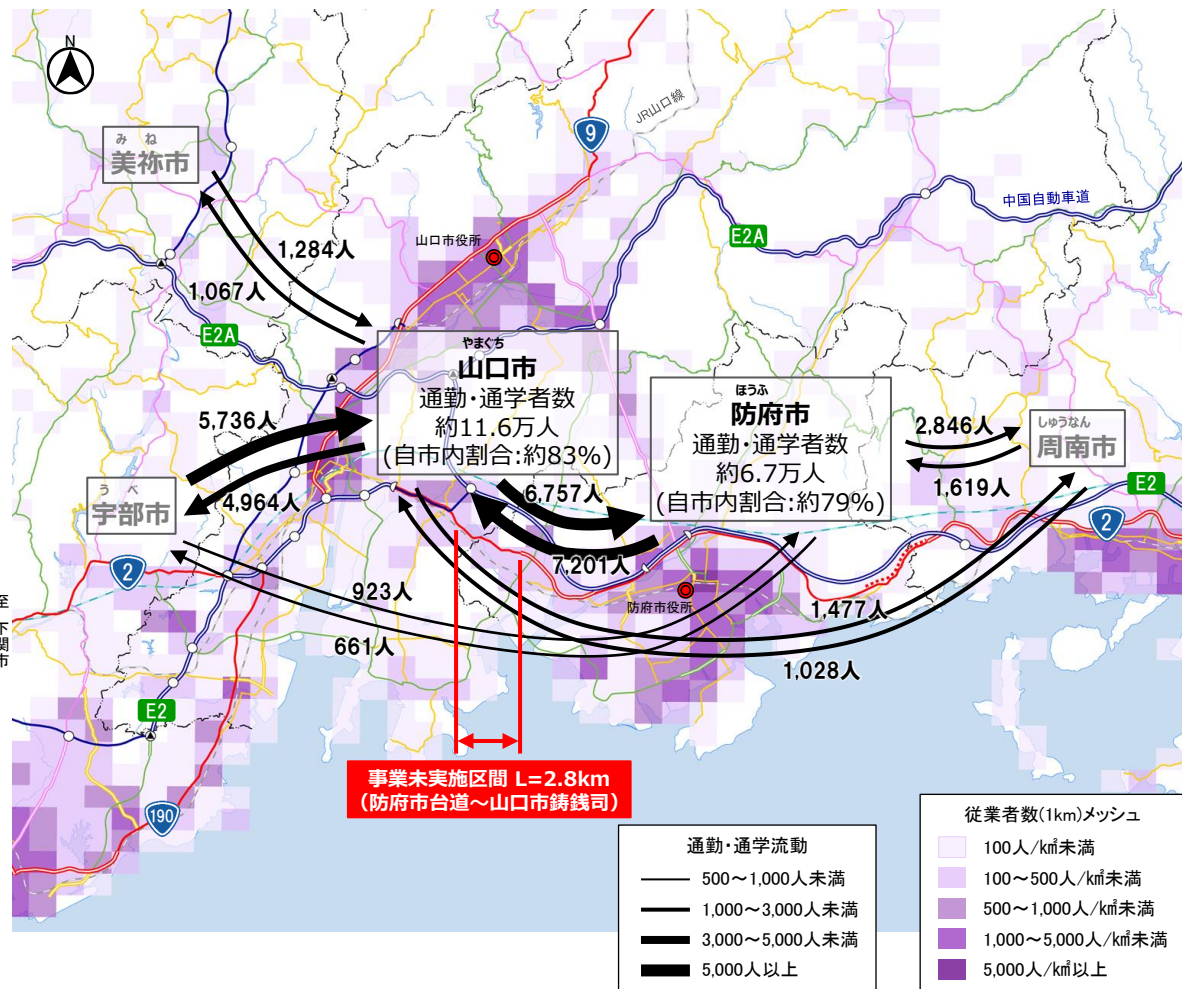 N
みね
美祢市
9
JR山口線
中国自動車道
山口市役所
E2A
1,284人
1,067人
E2A
やまぐち
山口市
通勤・通学者数
約11.6万人
(自市内割合:約83%)
ほうふ
防府市
通勤・通学者数
約6.7万人
(自市内割合:約79%)
5,736人
4,964人
うべ
宇部市
2,846人
1,619人
しゅうなん
周南市
E2
2
6,757人
7,201人
2
至 下関市
923人
661人
防府市役所
1,477人
1,028人
E2
190
事業未実施区間 L=2.8km
(防府市台道~山口市鋳銭司)
通勤・通学流動
500~1,000人未満
1,000~3,000人未満
3,000~5,000人未満
5,000人以上
従業者数(1km)メッシュ
100人/k㎡未満
100~500人/k㎡未満
500~1,000人/k㎡未満
1,000~5,000人/k㎡未満
5,000人/k㎡以上